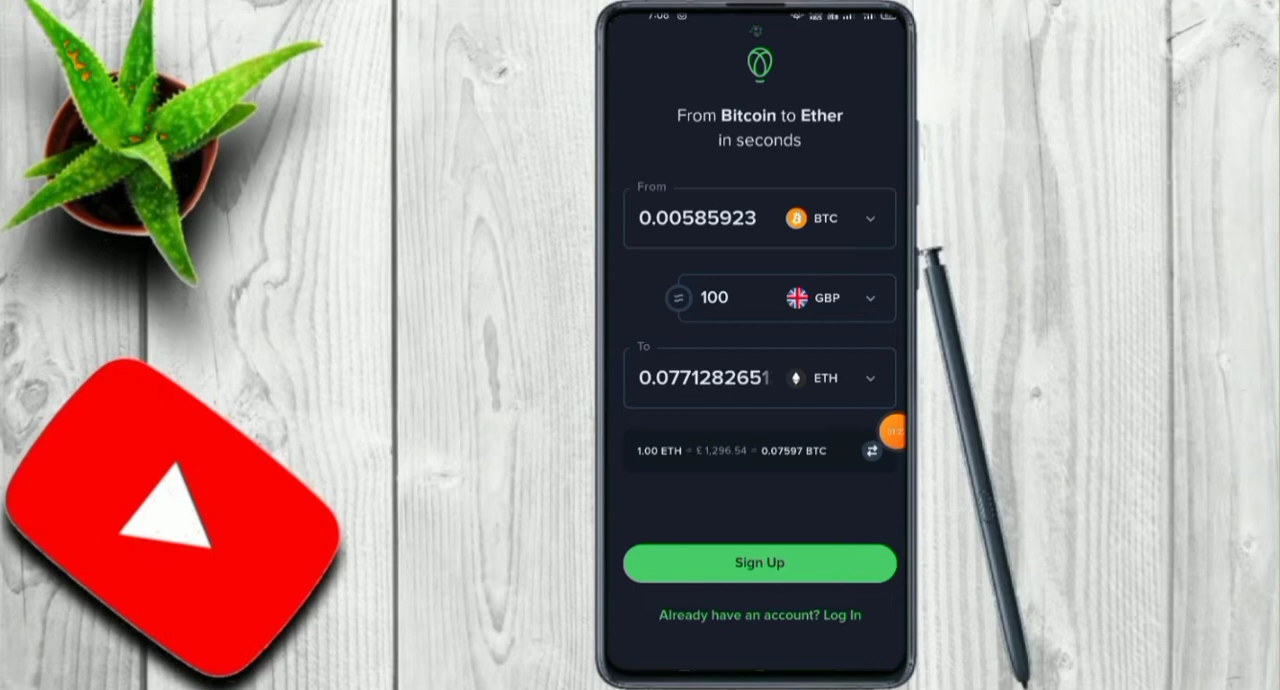 From Bitcoin to Ether
in seconds
From
0.00585923 BTC
100 GBP
To
0.0771282651 ETH
1.00 ETH = £ 1,296.54 = 0.07597 BTC
Sign Up
Already have an account? Log In